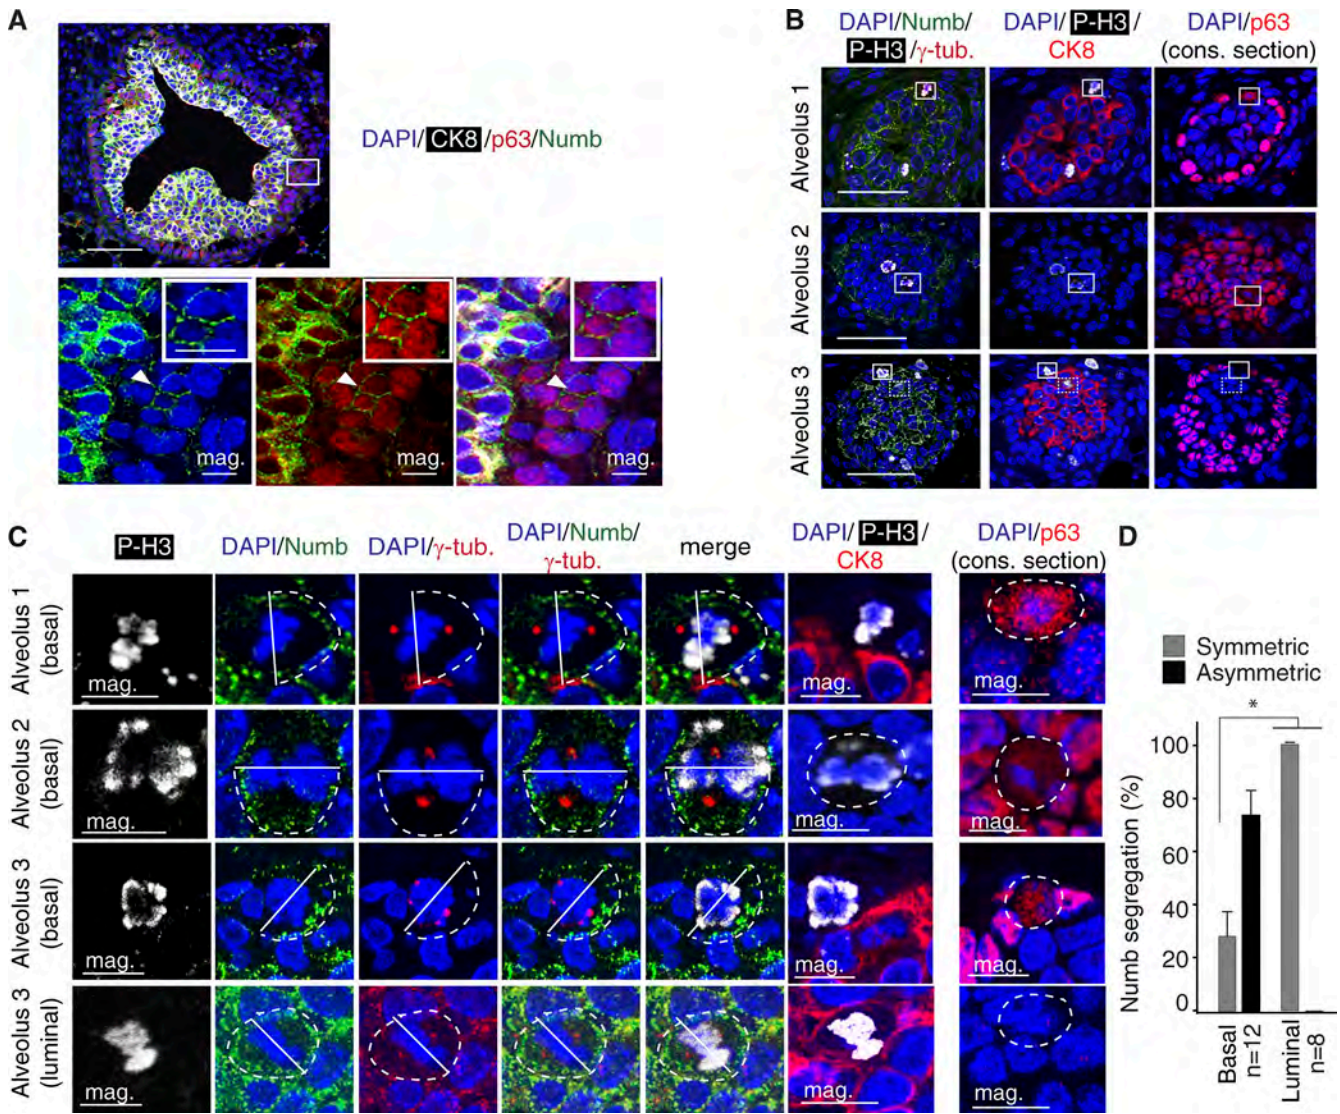 A
DAPI/CK8/p63/Numb
mag.
mag.
mag.
B
DAPI/Numb/
P-H3/γ-tub.
DAPI/P-H3/
CK8
DAPI/p63
(cons. section)
Alveolus 1
Alveolus 2
Alveolus 3
C
P-H3
DAPI/Numb
DAPI/γ-tub.
DAPI/Numb/
γ-tub.
merge
DAPI/P-H3/
CK8
DAPI/p63
(cons. section)
Alveolus 1
(basal)
mag.
mag.
mag.
Alveolus 2
(basal)
mag.
mag.
mag.
Alveolus 3
(basal)
mag.
mag.
mag.
Alveolus 3
(luminal)
mag.
mag.
mag.
D
Symmetric
Asymmetric
*
Numb segregation (%)
100
80
60
40
20
0
Basal
n=12
Luminal
n=8